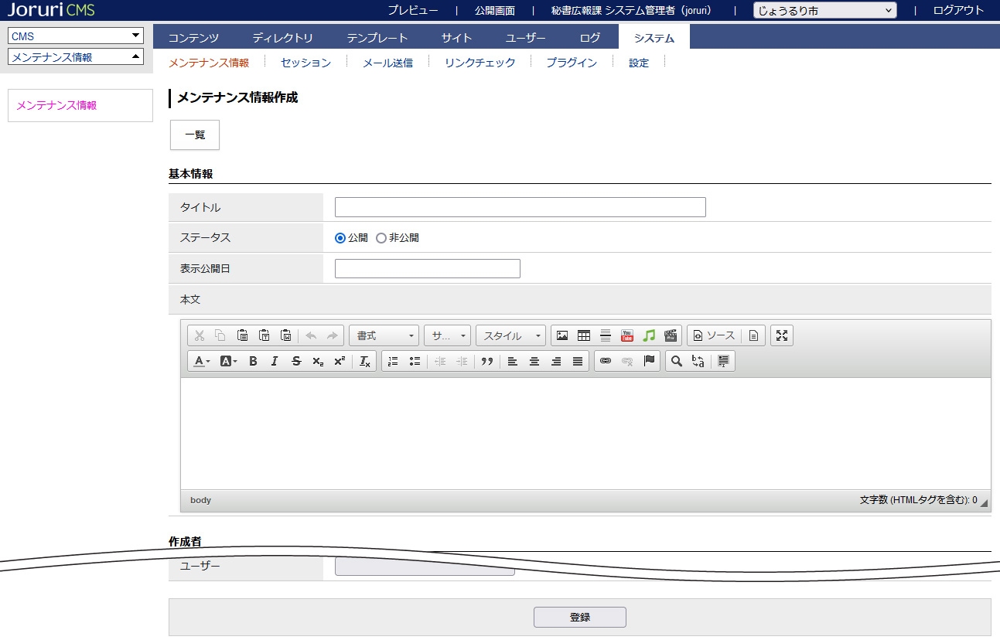 Joruri CMS プレビュー | 公開画面 | 秘書広報課 システム管理者（joruri） | じょうるり市 | ログアウト
CMS
メンテナンス情報
コンテンツ ディレクトリ テンプレート サイト ユーザー ログ システム
メンテナンス情報 セッション メール送信 リンクチェック プラグイン 設定
メンテナンス情報
メンテナンス情報作成
一覧
基本情報
タイトル
ステータス 公開 非公開
表示公開日
本文
書式 サ... スタイル You Tube ソース
A A B I S x₂ x² Tx
body 文字数 (HTMLタグを含む): 0
作成者
ユーザー
登録